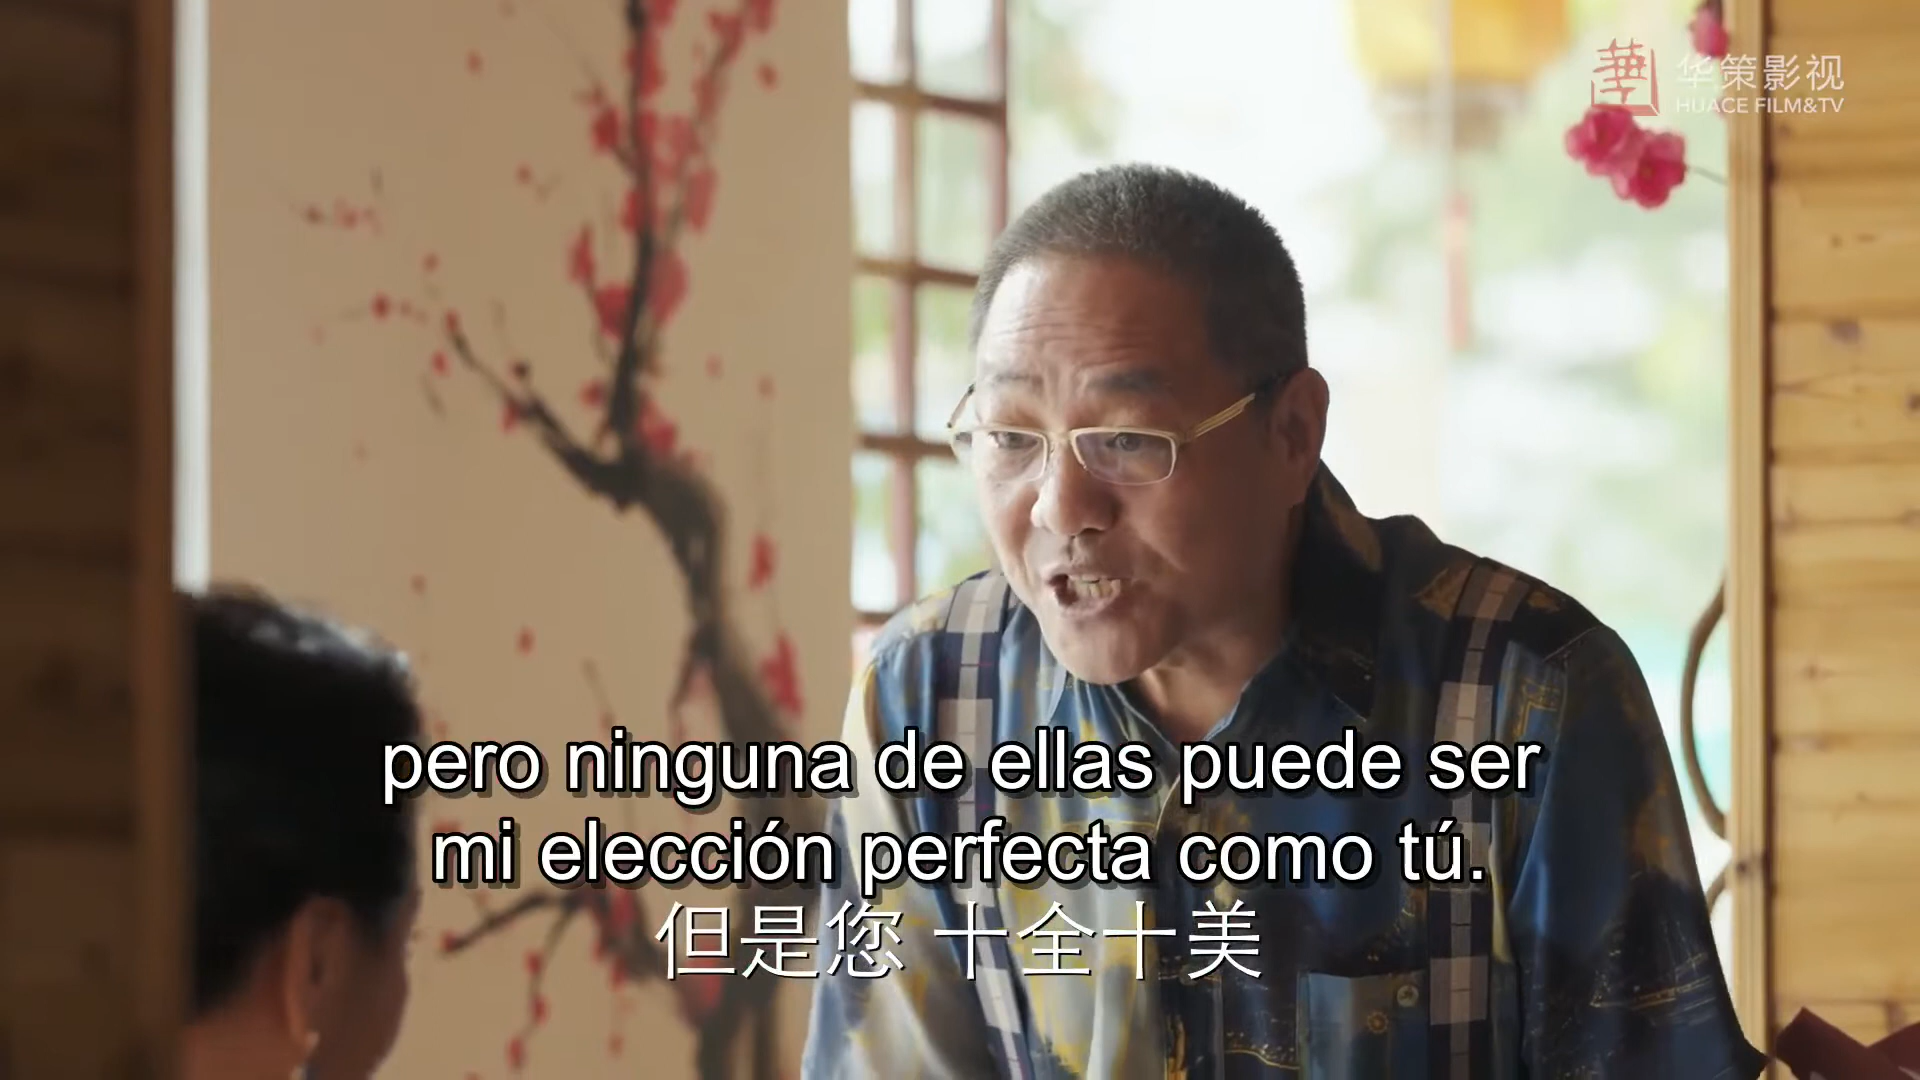 華
华策影视
HUACE FILM&TV
pero ninguna de ellas puede ser
mi elección perfecta como tú.
但是您 十全十美